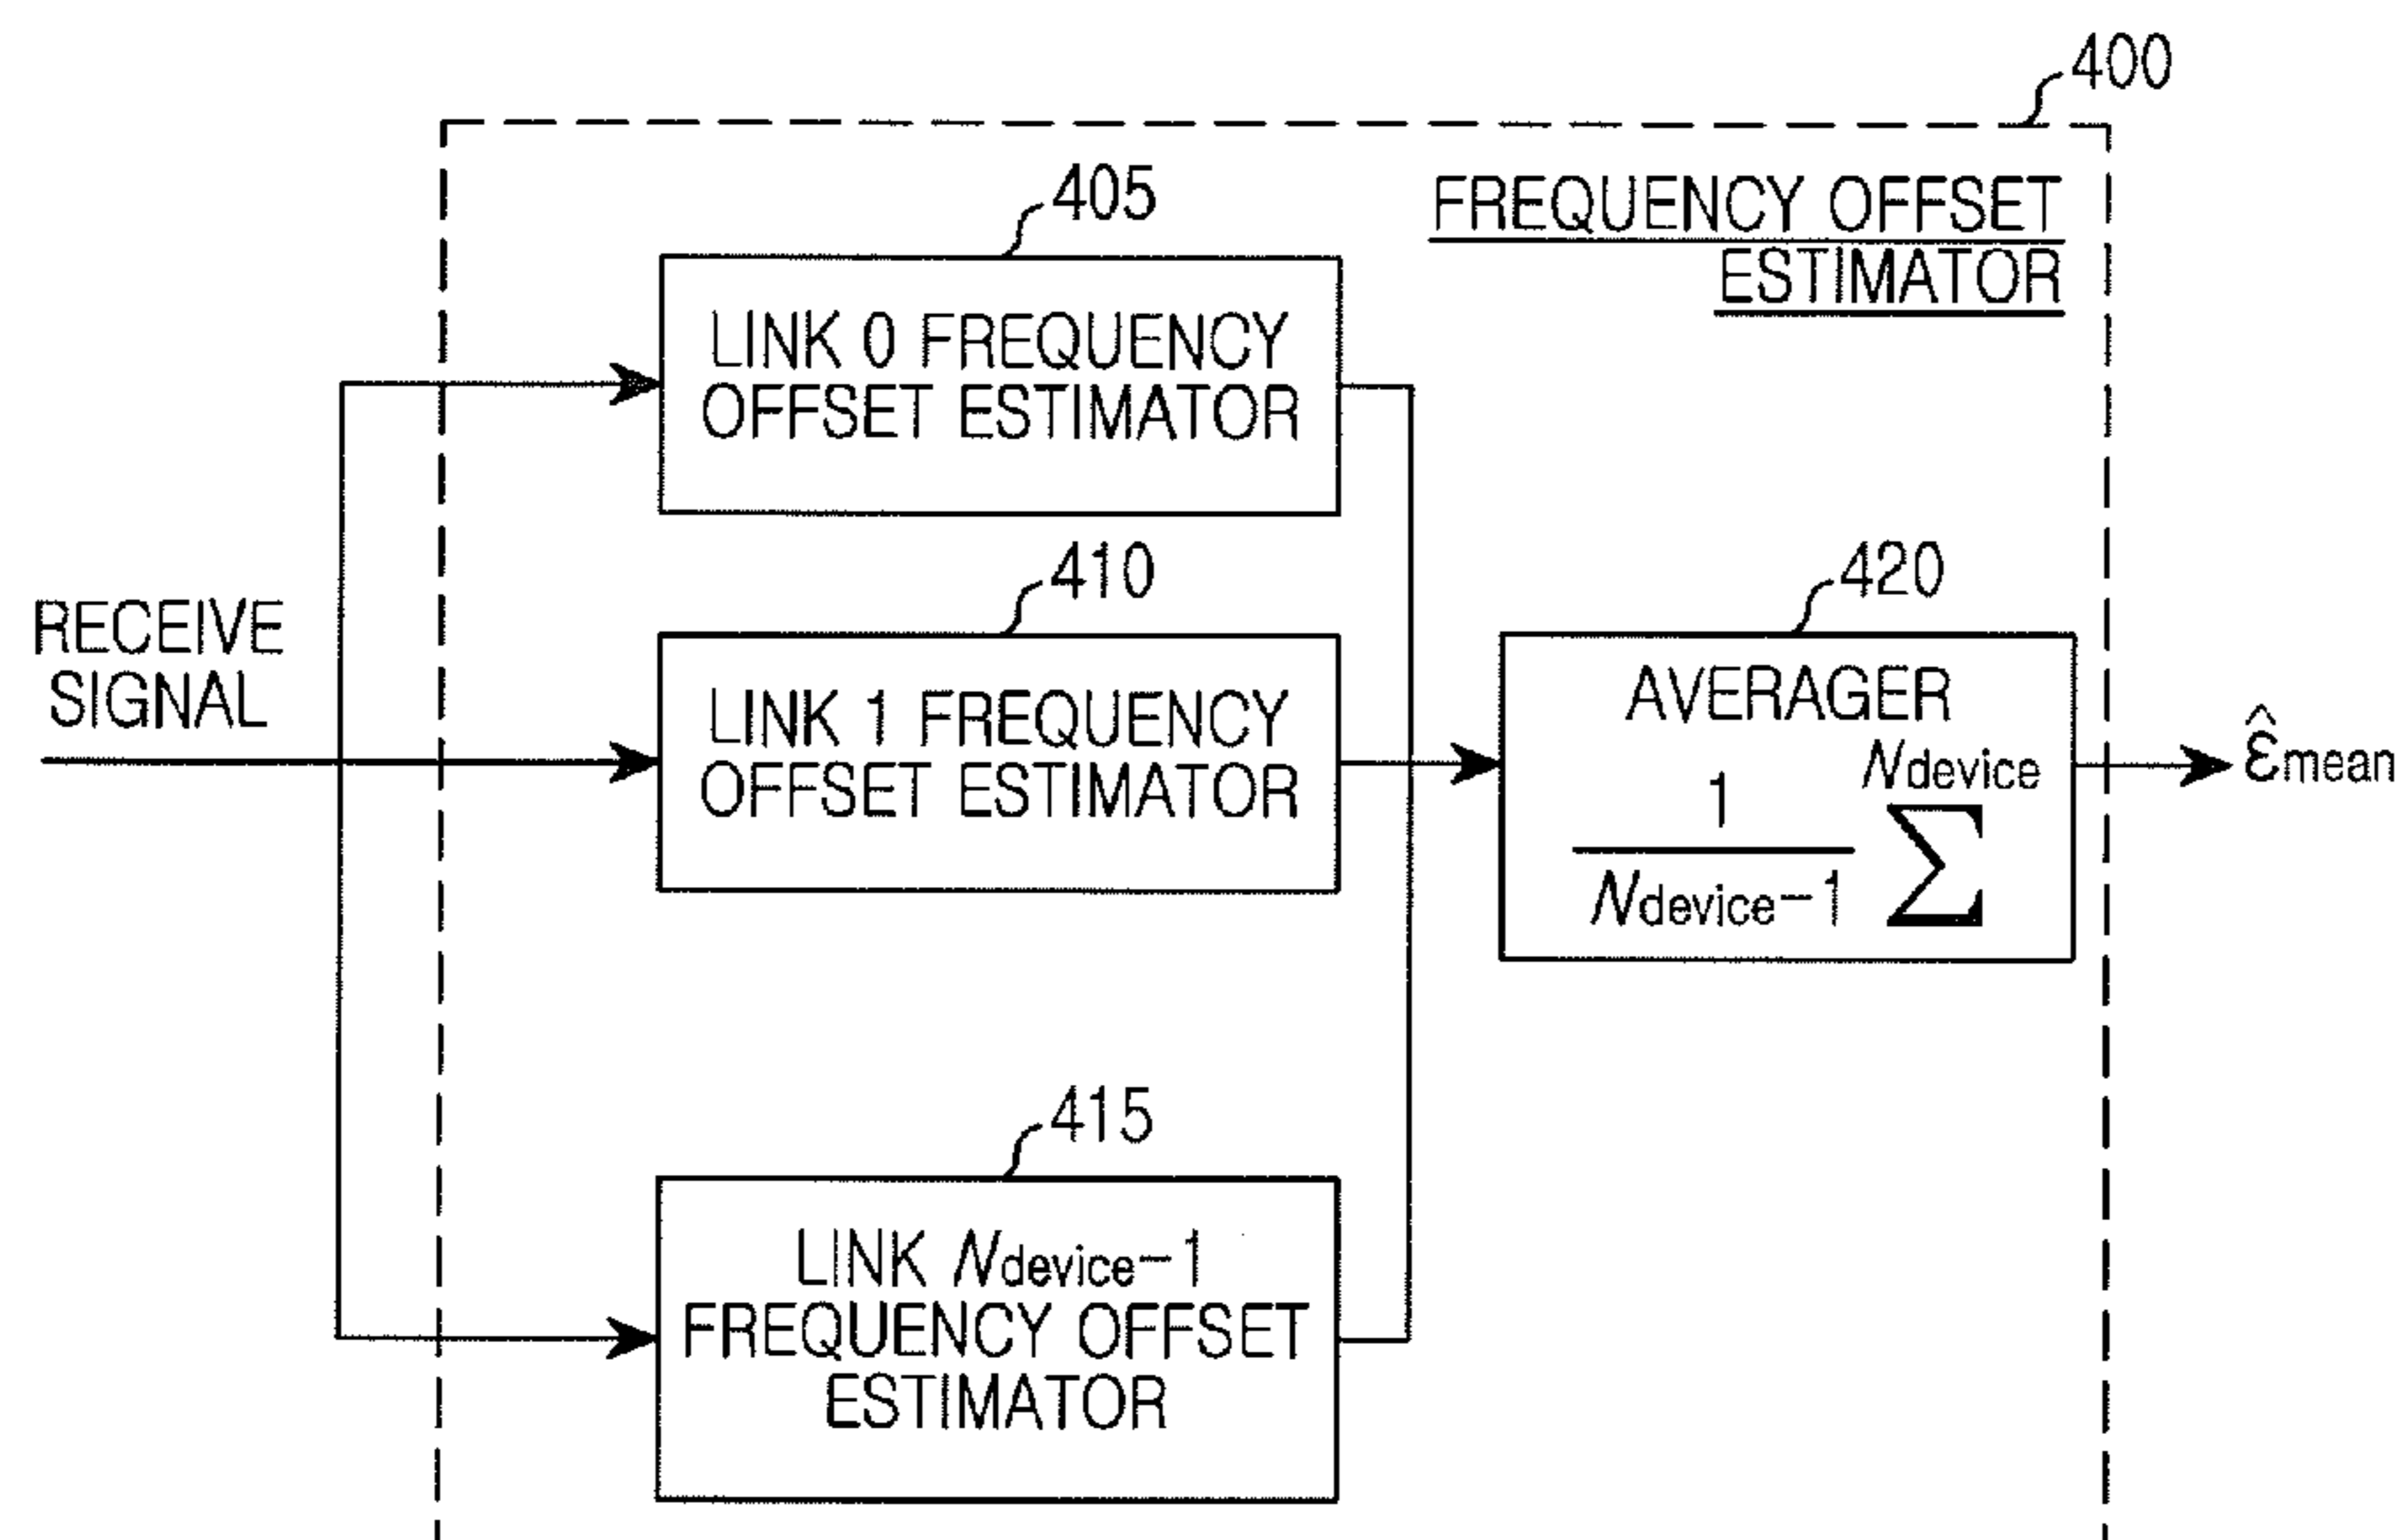 400
FREQUENCY OFFSET
ESTIMATOR
405
LINK 0 FREQUENCY
OFFSET ESTIMATOR
410
LINK 1 FREQUENCY
OFFSET ESTIMATOR
RECEIVE
SIGNAL
420
AVERAGER
Ndevice
1
Ndevice-1 Σ
ε̂mean
415
LINK Ndevice-1
FREQUENCY OFFSET
ESTIMATOR